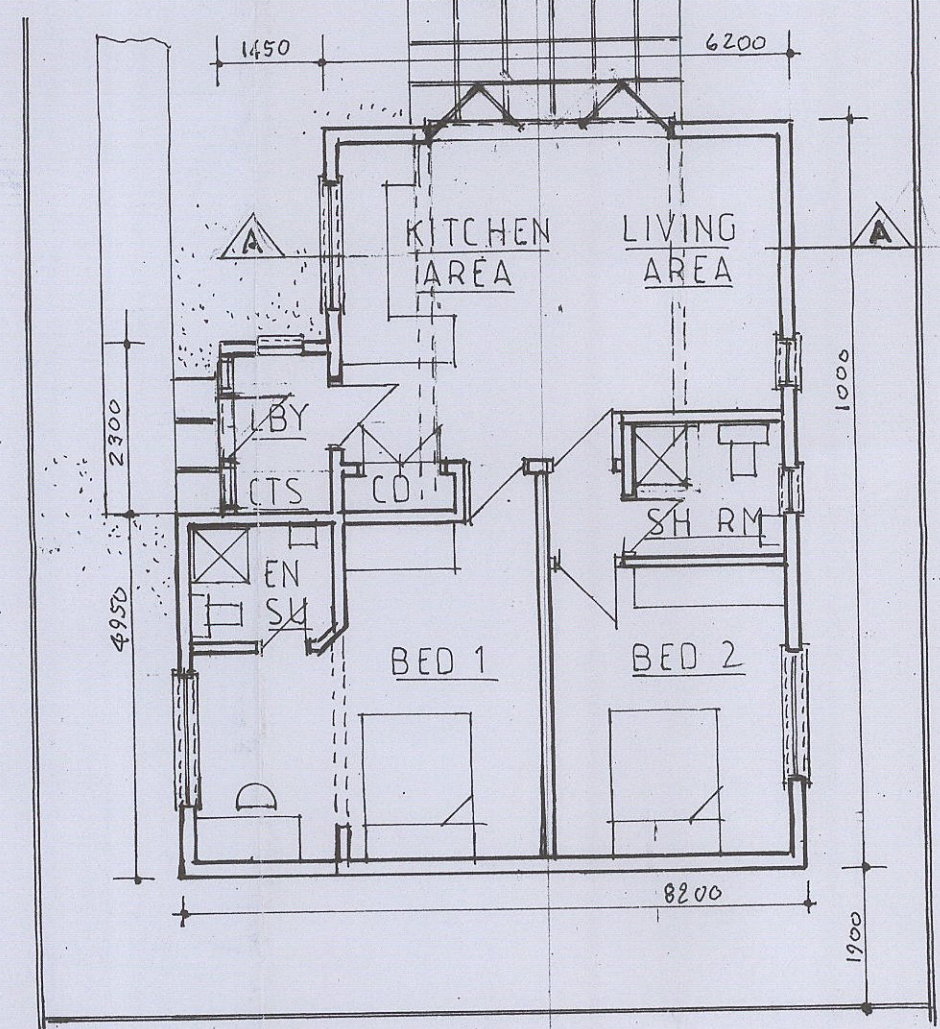 1450
6200
KITCHEN
AREA
LIVING
AREA
A
A
2300
1000
LBY
CTS
CD
SH RM
EN
SU
4950
BED 1
BED 2
8200
1900